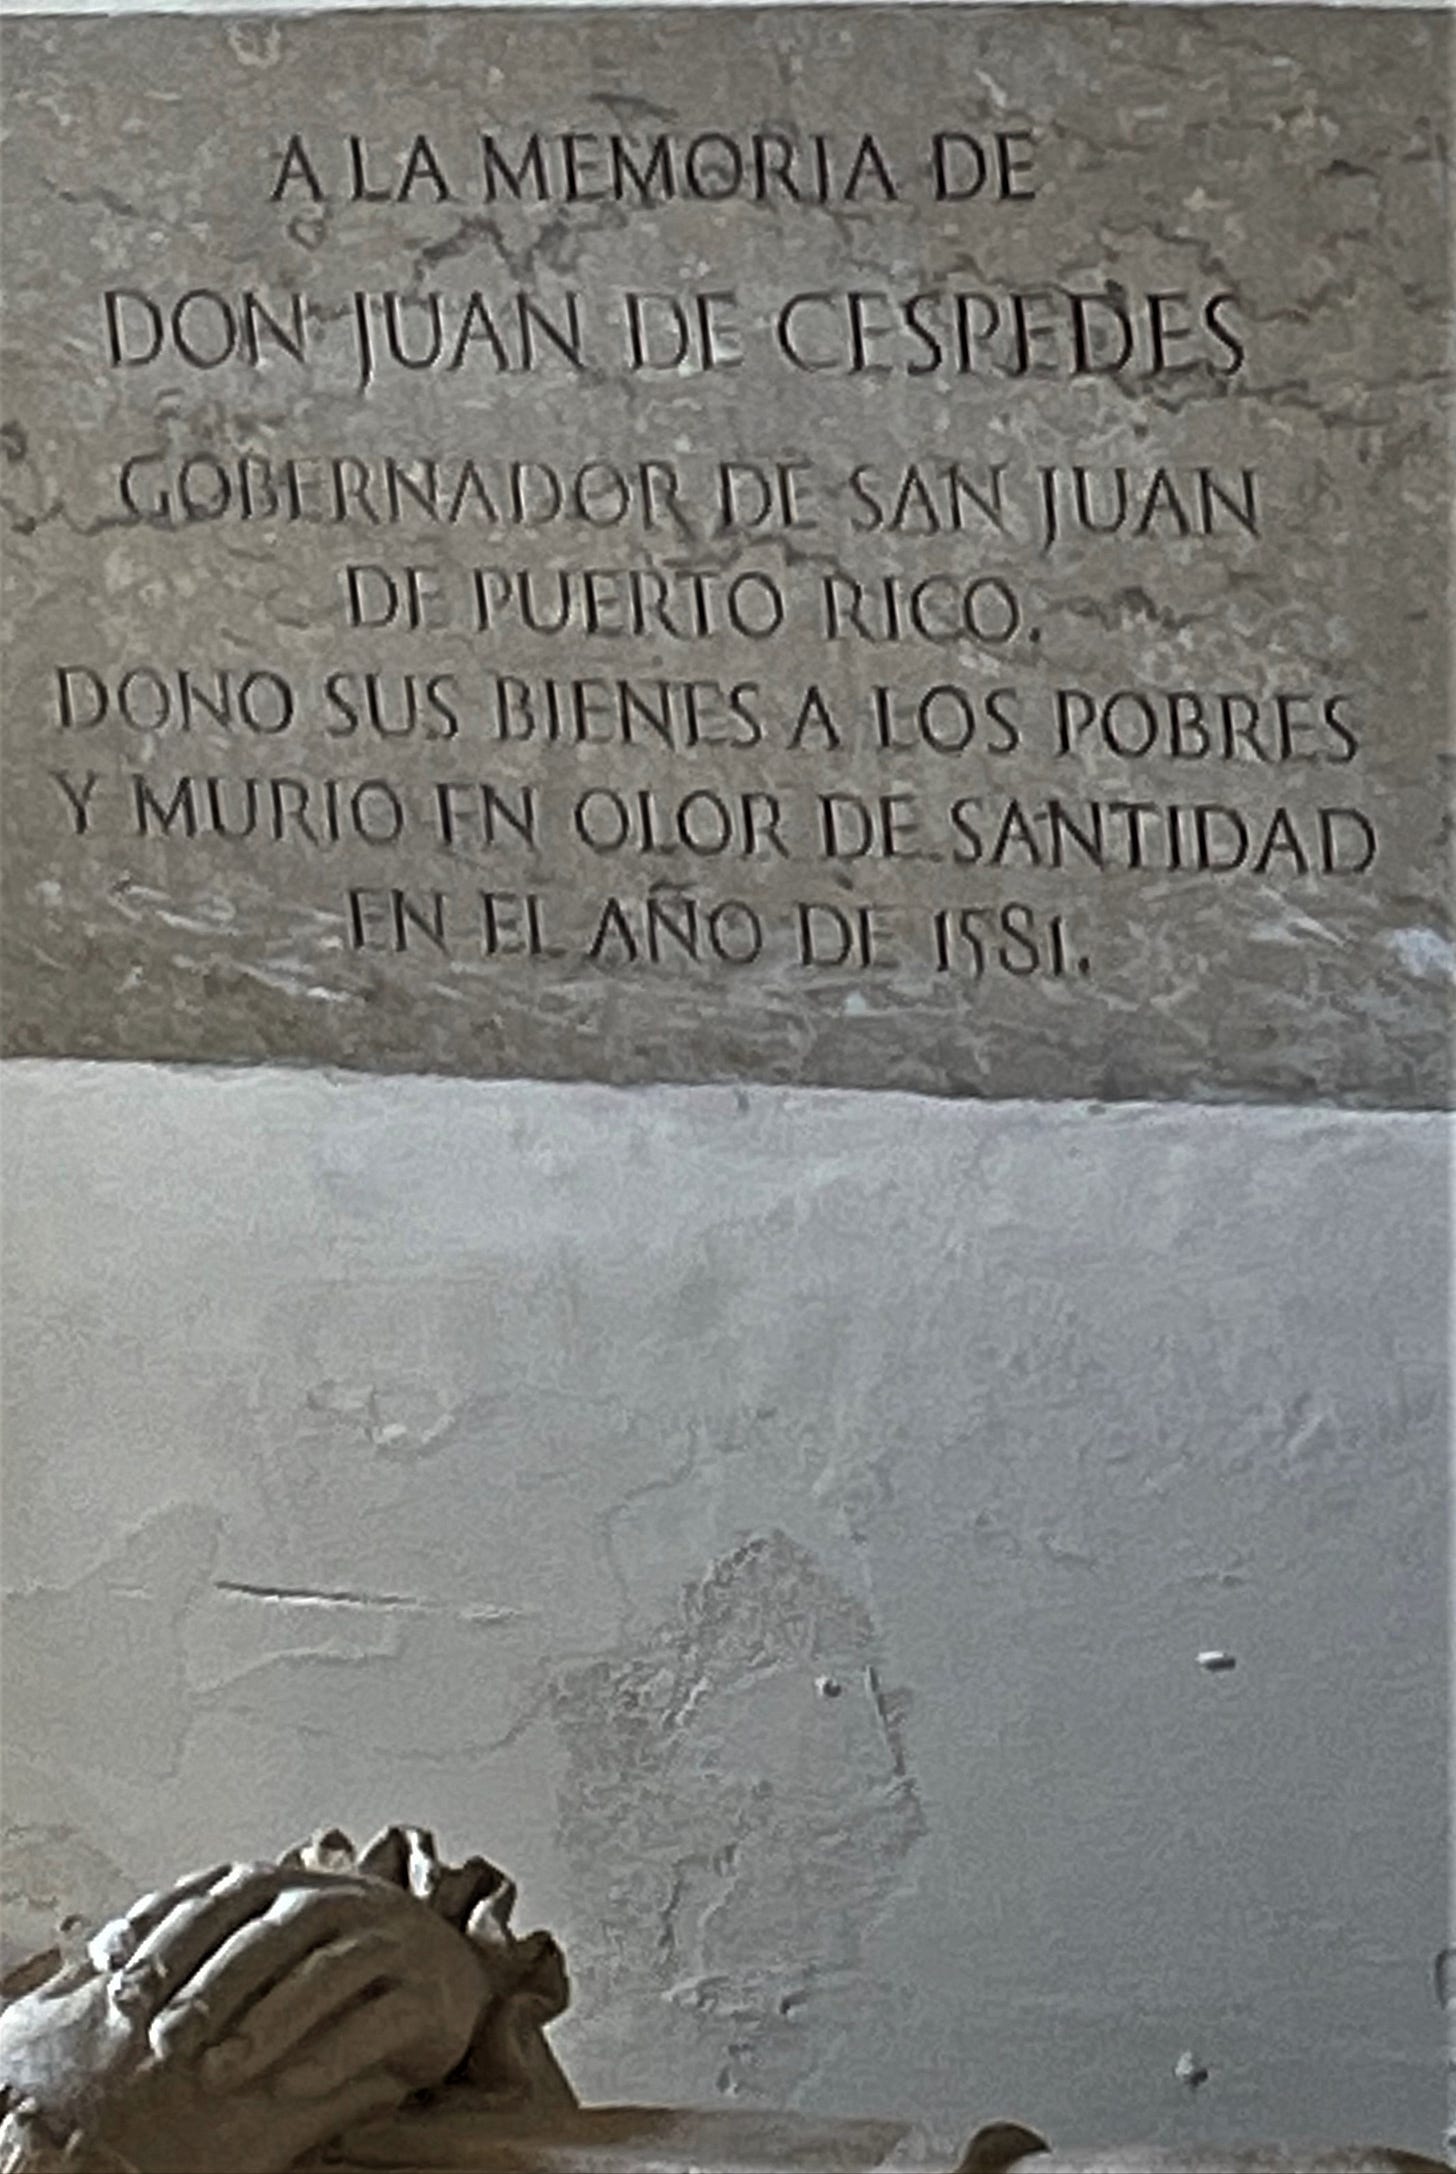 A LA MEMORIA DE
DON JUAN DE CESPEDES
GOBERNADOR DE SAN JUAN
DE PUERTO RICO.
DONO SUS BIENES A LOS POBRES
Y MURIO EN OLOR DE SANTIDAD
EN EL AÑO DE 1581.